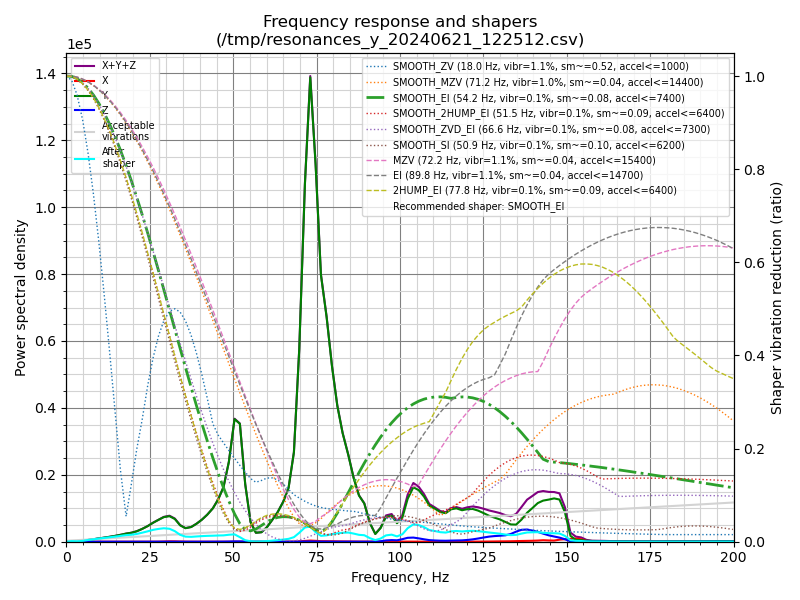 Frequency response and shapers
(/tmp/resonances_y_20240621_122512.csv)
1e5
X+Y+Z
X
Y
Z
Acceptable
vibrations
After
shaper
SMOOTH_ZV (18.0 Hz, vibr=1.1%, sm~=0.52, accel<=1000)
SMOOTH_MZV (71.2 Hz, vibr=1.0%, sm~=0.04, accel<=14400)
SMOOTH_EI (54.2 Hz, vibr=0.1%, sm~=0.08, accel<=7400)
SMOOTH_2HUMP_EI (51.5 Hz, vibr=0.1%, sm~=0.09, accel<=6400)
SMOOTH_ZVD_EI (66.6 Hz, vibr=0.1%, sm~=0.08, accel<=7300)
SMOOTH_SI (50.9 Hz, vibr=0.1%, sm~=0.10, accel<=6200)
MZV (72.2 Hz, vibr=1.1%, sm~=0.04, accel<=15400)
EI (89.8 Hz, vibr=1.1%, sm~=0.04, accel<=14700)
2HUMP_EI (77.8 Hz, vibr=0.1%, sm~=0.09, accel<=6400)
Recommended shaper: SMOOTH_EI
Power spectral density
1.4
1.2
1.0
0.8
0.6
0.4
0.2
0.0
1.0
0.8
0.6
0.4
0.2
0.0
Shaper vibration reduction (ratio)
0 25 50 75 100 125 150 175 200
Frequency, Hz